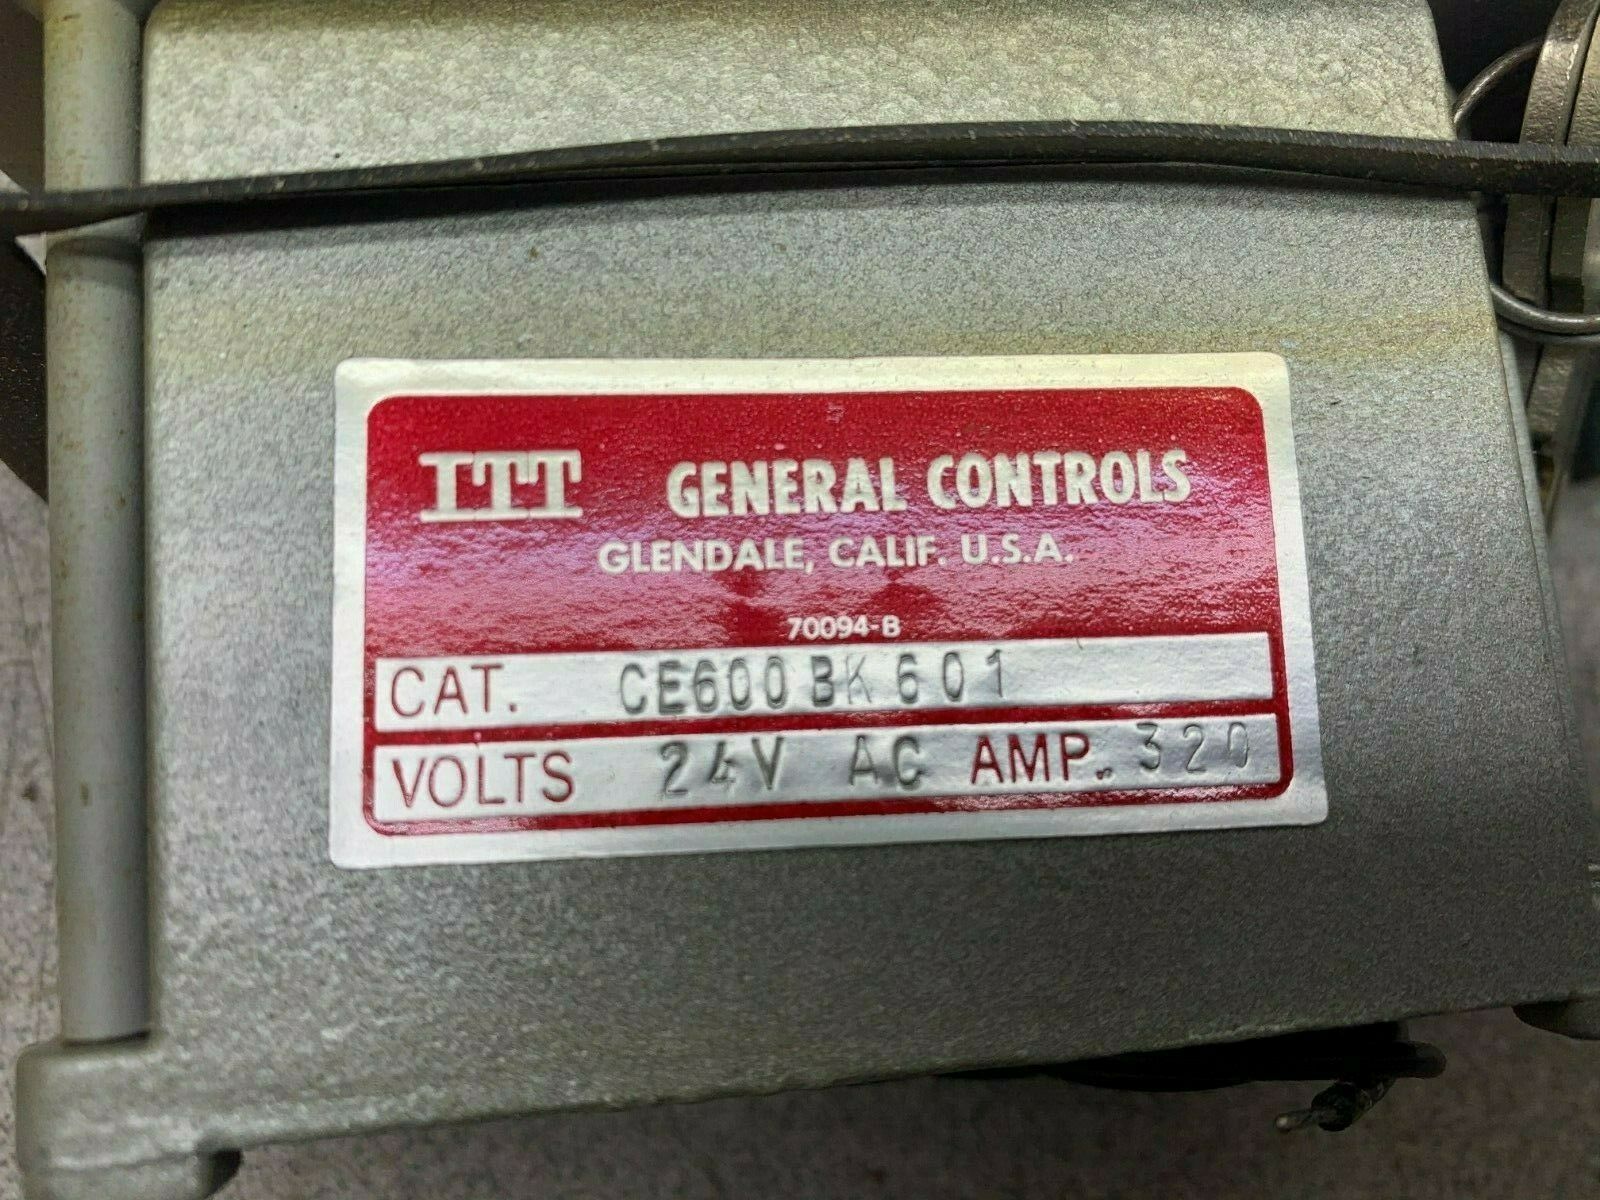 ITT GENERAL CONTROLS
GLENDALE, CALIF. U.S.A.
70094-B
CAT. CE600BK601
VOLTS 24V AC AMP. 320